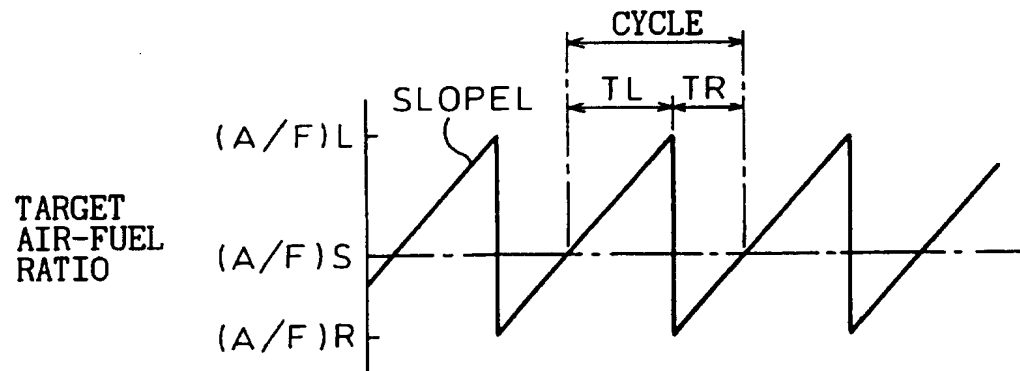 CYCLE
TL TR
SLOPEL
(A/F)L
TARGET
AIR-FUEL
RATIO
(A/F)S
(A/F)R